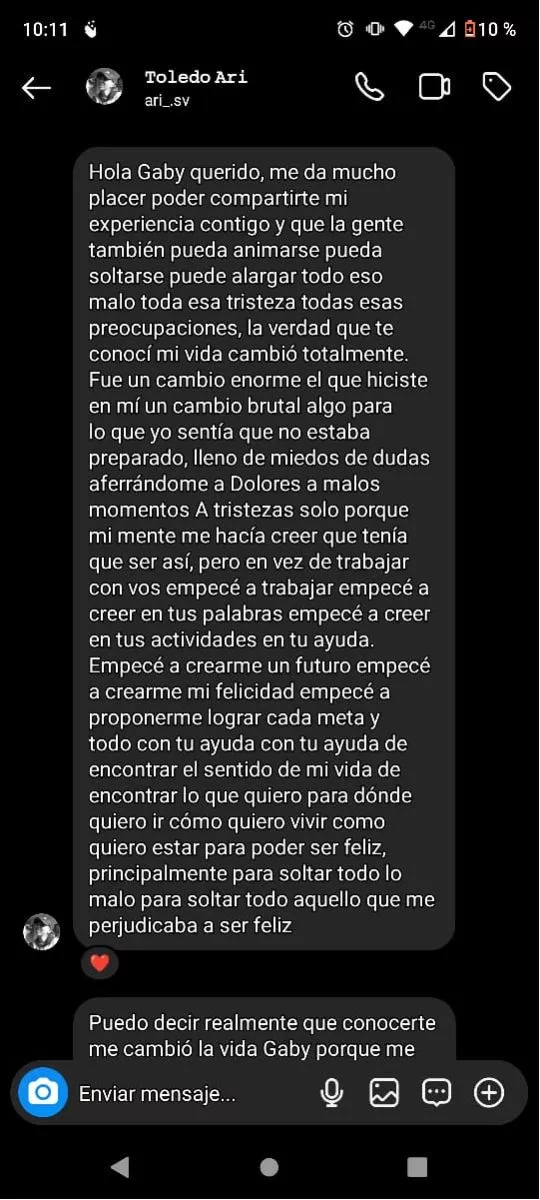 10:11
4G
10 %
Toledo Ari
ari_.sv
Hola Gaby querido, me da mucho
placer poder compartirte mi
experiencia contigo y que la gente
también pueda animarse pueda
soltarse puede alargar todo eso
malo toda esa tristeza todas esas
preocupaciones, la verdad que te
conocí mi vida cambió totalmente.
Fue un cambio enorme el que hiciste
en mí un cambio brutal algo para
lo que yo sentía que no estaba
preparado, lleno de miedos de dudas
aferrándome a Dolores a malos
momentos A tristezas solo porque
mi mente me hacía creer que tenía
que ser así, pero en vez de trabajar
con vos empecé a trabajar empecé a
creer en tus palabras empecé a creer
en tus actividades en tu ayuda.
Empecé a crearme un futuro empecé
a crearme mi felicidad empecé a
proponerme lograr cada meta y
todo con tu ayuda con tu ayuda de
encontrar el sentido de mi vida de
encontrar lo que quiero para dónde
quiero ir cómo quiero vivir como
quiero estar para poder ser feliz,
principalmente para soltar todo lo
malo para soltar todo aquello que me
perjudicaba a ser feliz
Puedo decir realmente que conocerte
me cambió la vida Gaby porque me
Enviar mensaje...